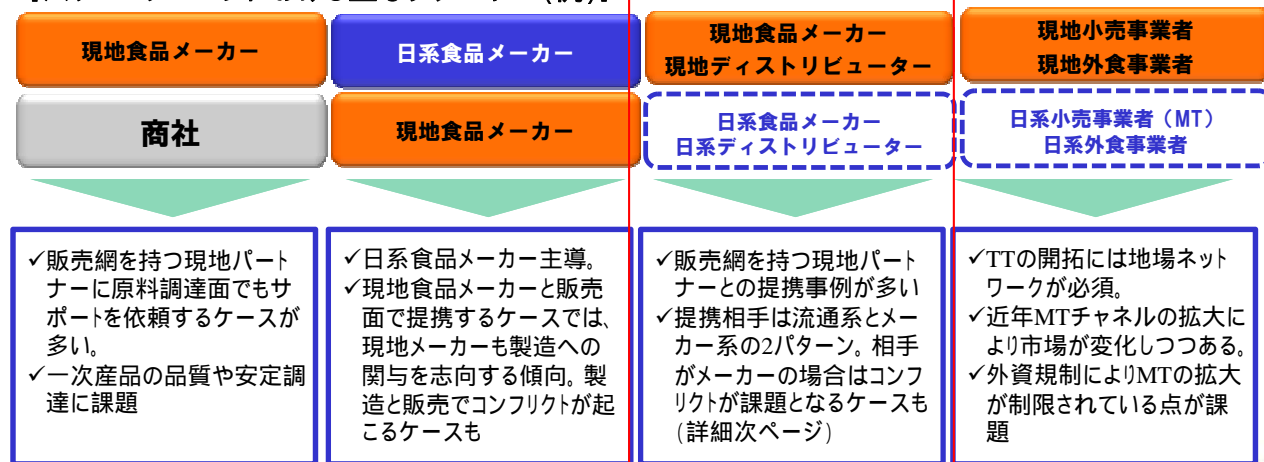 現地食品メーカー
商社
✓販売網を持つ現地パート
ナーに原料調達面でもサ
ポートを依頼するケースが
多い。
✓一次産品の品質や安定調
達に課題
日系食品メーカー
現地食品メーカー
✓日系食品メーカー主導。
✓現地食品メーカーと販売
面で提携するケースでは、
現地メーカーも製造への
関与を志向する傾向。製
造と販売でコンフリクトが起
こるケースも
現地食品メーカー
現地ディストリビューター
日系食品メーカー
日系ディストリビューター
✓販売網を持つ現地パート
ナーとの提携事例が多い
✓提携相手は流通系とメー
カー系の2パターン。相手
がメーカーの場合はコンフ
リクトが課題となるケースも
(詳細次ページ)
現地小売事業者
現地外食事業者
日系小売事業者（MT）
日系外食事業者
✓TTの開拓には地場ネット
ワークが必須。
✓近年MTチャネルの拡大に
より市場が変化しつつある。
✓外資規制によりMTの拡大
が制限されている点が課
題